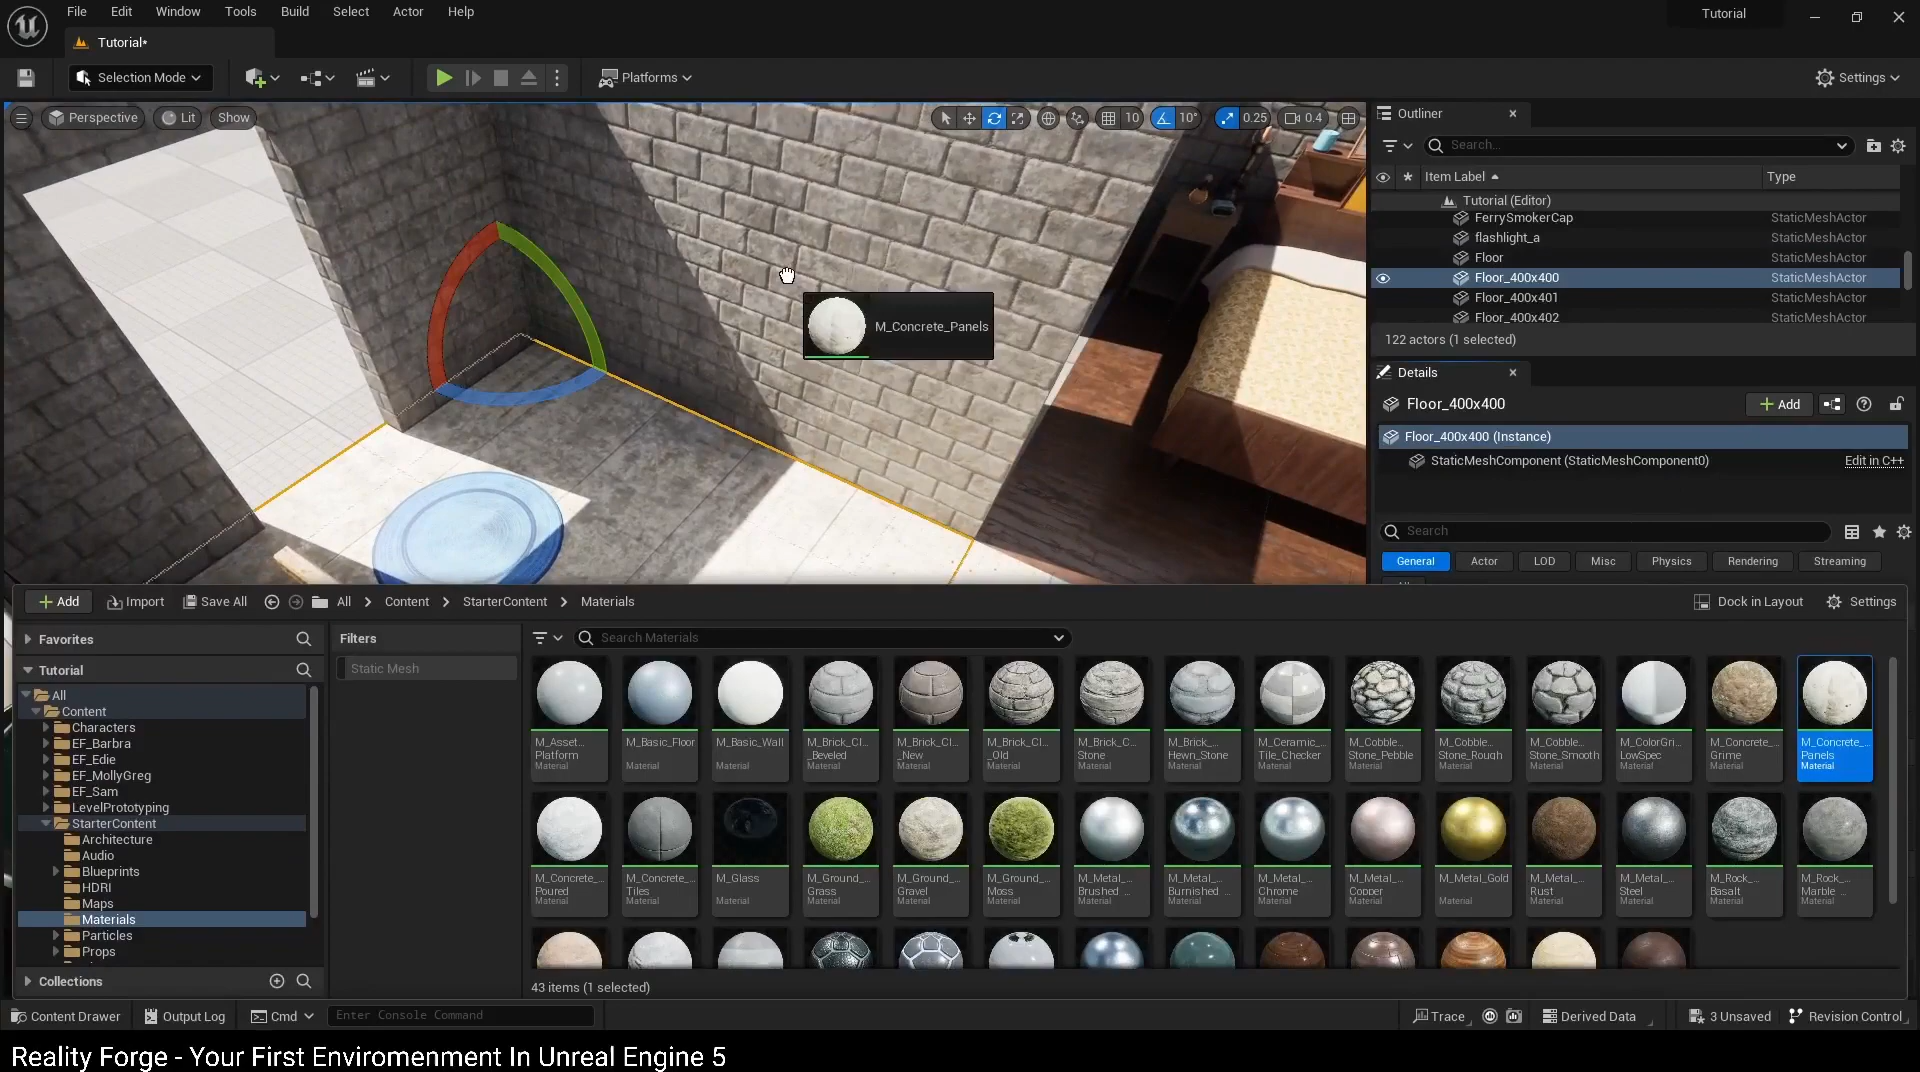 File Edit Window Tools Build Select Actor Help
Tutorial
Tutorial*
Selection Mode
Platforms
Settings
Perspective Lit Show
10 10° 0.25 0.4
M_Concrete_Panels
Outliner
Search...
Item Label Type
Tutorial (Editor)
FerrySmokerCap StaticMeshActor
flashlight_a StaticMeshActor
Floor StaticMeshActor
Floor_400x400 StaticMeshActor
Floor_400x401 StaticMeshActor
Floor_400x402 StaticMeshActor
122 actors (1 selected)
Details
Floor_400x400
Add
Floor_400x400 (Instance)
StaticMeshComponent (StaticMeshComponent0) Edit in C++
Search
General Actor LOD Misc Physics Rendering Streaming
Add Import Save All All Content StarterContent Materials Dock in Layout Settings
Favorites
Tutorial
All
Content
Characters
EF_Barbra
EF_Edie
EF_MollyGreg
EF_Sam
LevelPrototyping
StarterContent
Architecture
Audio
Blueprints
HDRI
Maps
Materials
Particles
Props
Collections
Filters
Static Mesh
Search Materials
M_Asset... M_Basic_Floor M_Basic_Wall M_Brick_Cl... M_Brick_Cl... M_Brick_Cl... M_Brick_C... M_Brick_... M_Ceramic_... M_Cobble... M_Cobble... M_Cobble... M_ColorGri... M_Concrete_... M_Concrete_...
Platform _Beveled _New _Old Stone Hewn_Stone Tile_Checker Stone_Pebble Stone_Rough Stone_Smooth LowSpec Grime Panels
Material Material Material Material Material Material Material Material Material Material Material Material Material Material Material
M_Concrete_... M_Concrete_... M_Glass M_Ground_... M_Ground_... M_Ground_... M_Metal_... M_Metal_... M_Metal_... M_Metal_... M_Metal_Gold M_Metal_... M_Metal_... M_Rock_... M_Rock_...
Poured Tiles Grass Gravel Moss Brushed Burnished Chrome Copper Rust Steel Basalt Marble
Material Material Material Material Material Material Material Material Material Material Material Material Material Material Material
43 items (1 selected)
Content Drawer Output Log Cmd Enter Console Command Trace Derived Data 3 Unsaved Revision Control
Reality Forge - Your First Enviromenment In Unreal Engine 5